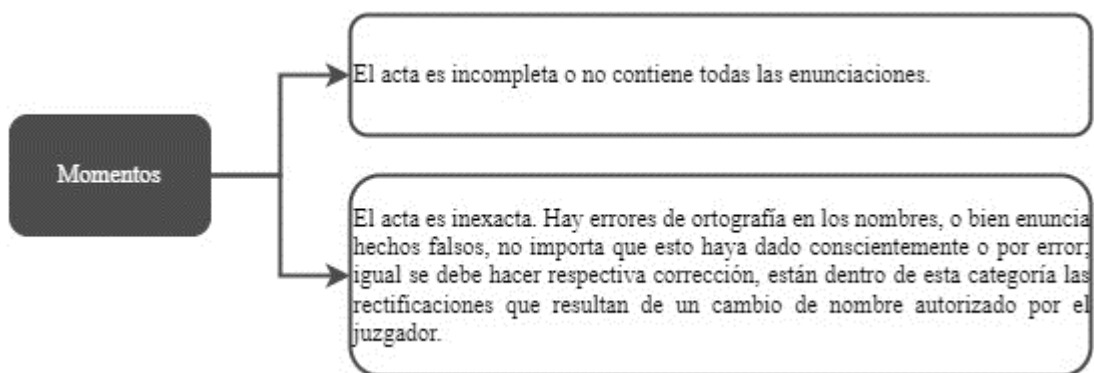 El acta es incompleta o no contiene todas las enunciaciones.
Momentos
El acta es inexacta. Hay errores de ortografía en los nombres, o bien enuncia
hechos falsos, no importa que esto haya dado conscientemente o por error;
igual se debe hacer respectiva corrección, están dentro de esta categoría las
rectificaciones que resultan de un cambio de nombre autorizado por el
juzgador.